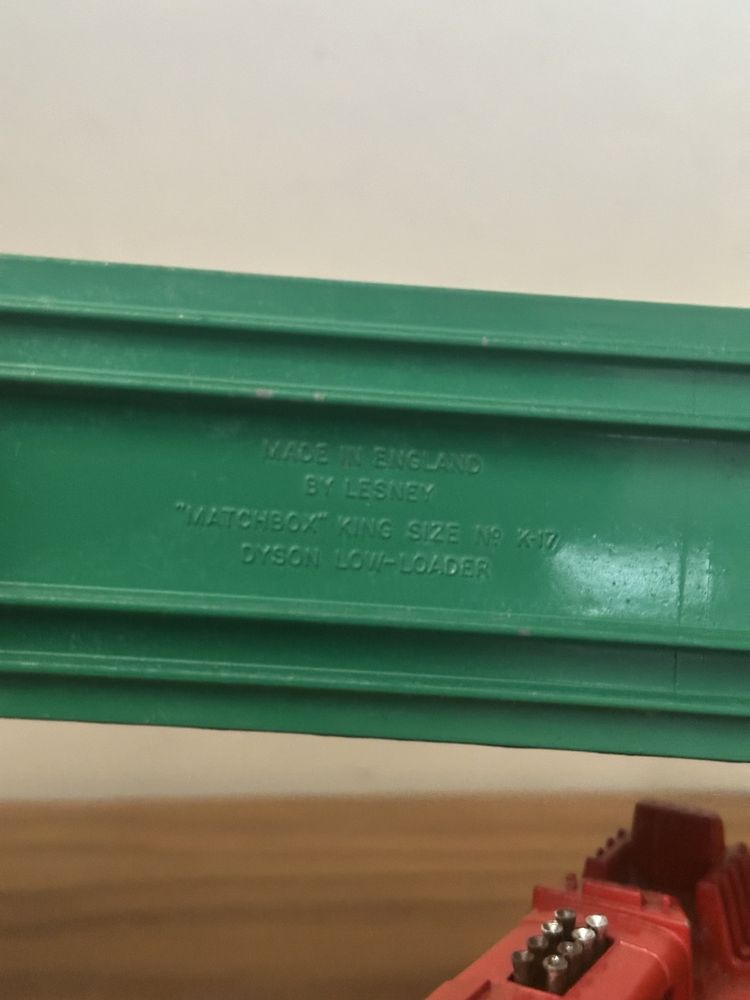 MADE IN ENGLAND
BY LESNEY
"MATCHBOX" KING SIZE Nº K-17
DYSON LOW-LOADER